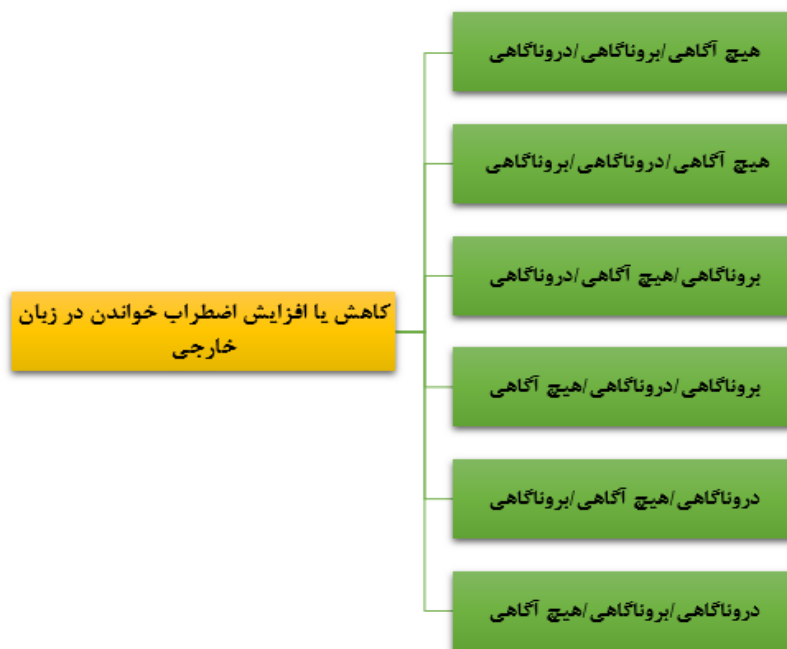 هیچ آگاهی/بروناگاهی/دروناگاهی
هیچ آگاهی/دروناگاهی/بروناگاهی
بروناگاهی/هیچ آگاهی/دروناگاهی
کاهش یا افزایش اضطراب خواندن در زبان
خارجی
بروناگاهی/دروناگاهی/هیچ آگاهی
دروناگاهی/هیچ آگاهی/بروناگاهی
دروناگاهی/بروناگاهی/هیچ آگاهی